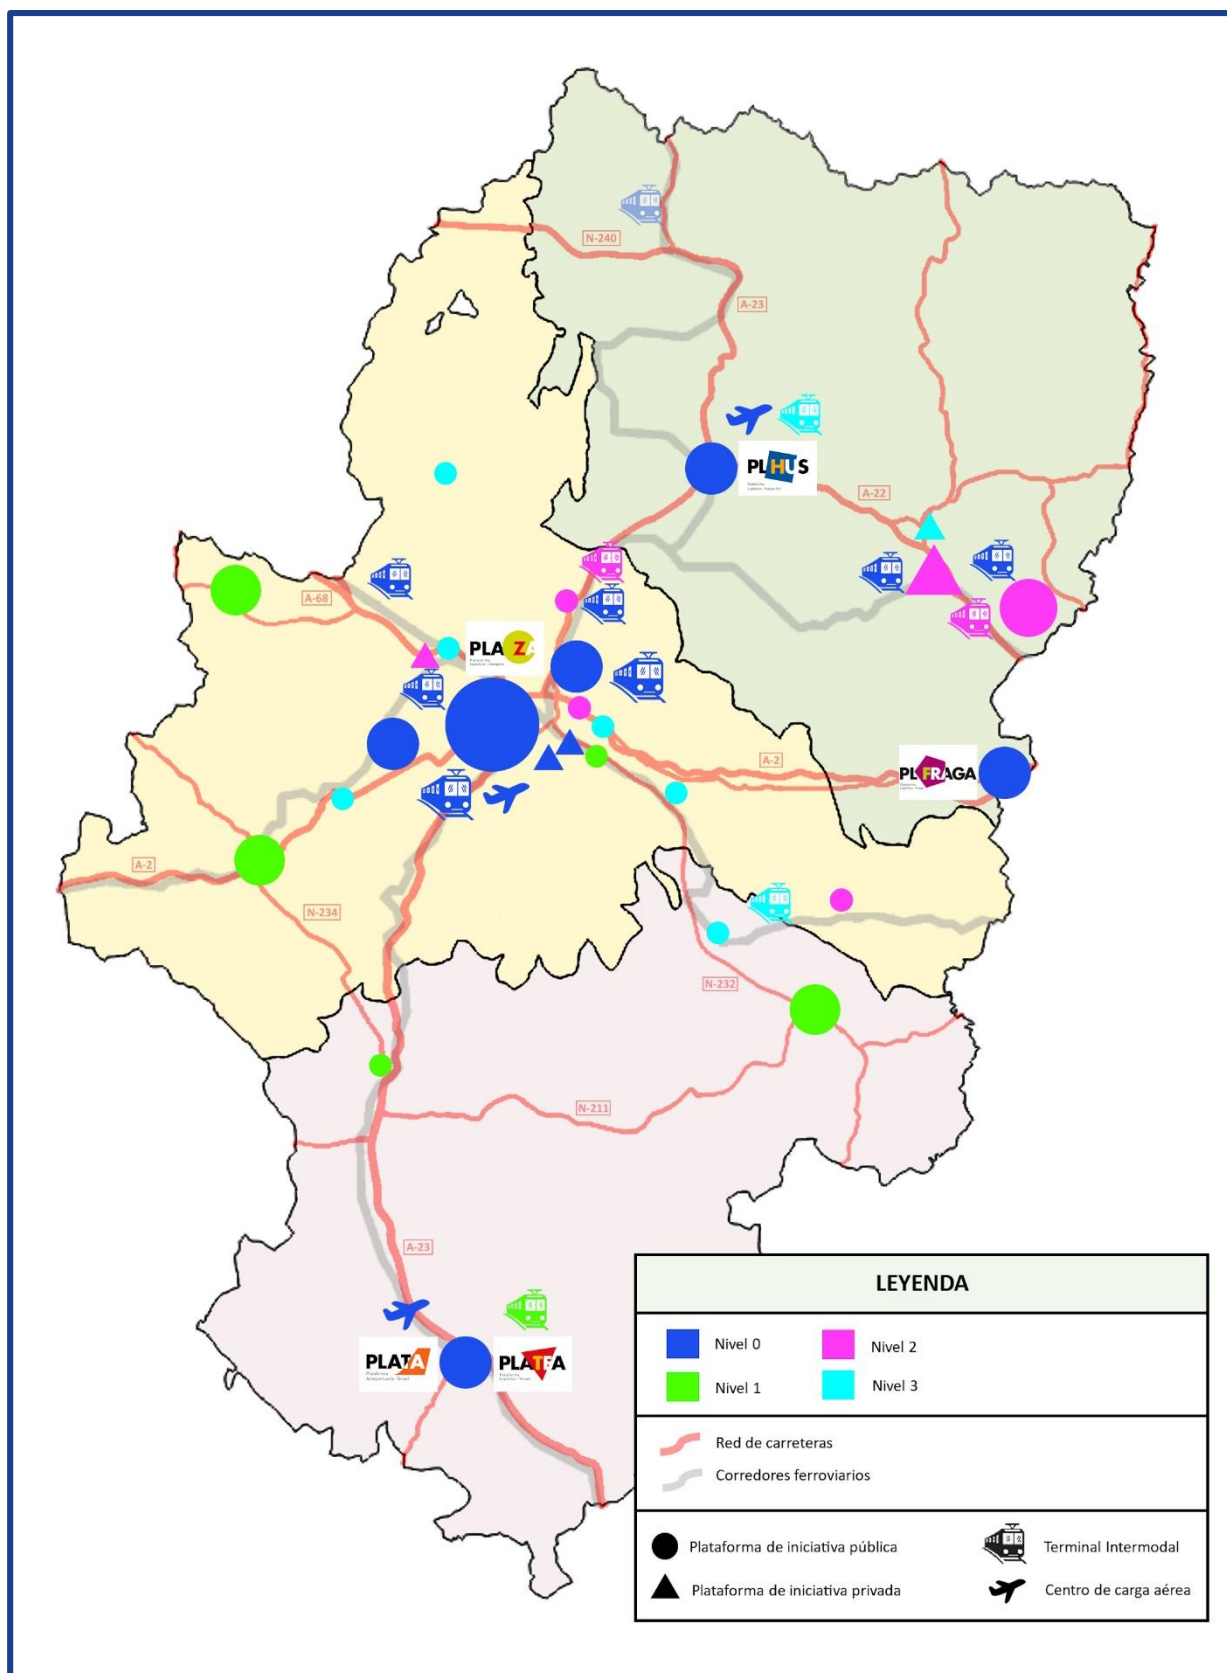 N-240
A-23
PLHUS
A-22
A-68
PLAZA
A-2
PLFRAGA
A-2
N-234
N-232
N-211
A-23
PLATA
PLATEA
LEYENDA
Nivel 0
Nivel 2
Nivel 1
Nivel 3
Red de carreteras
Corredores ferroviarios
Plataforma de iniciativa pública
Terminal Intermodal
Plataforma de iniciativa privada
Centro de carga aérea